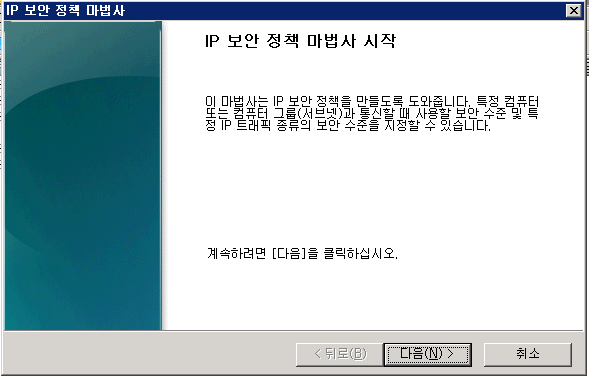 IP 보안 정책 마법사
IP 보안 정책 마법사 시작
이 마법사는 IP 보안 정책을 만들도록 도와줍니다. 특정 컴퓨터
또는 컴퓨터 그룹(서브넷)과 통신할 때 사용할 보안 수준 및 특
정 IP 트래픽 종류의 보안 수준을 지정할 수 있습니다.
계속하려면 [다음]을 클릭하십시오.
< 뒤로(B)
다음(N) >
취소